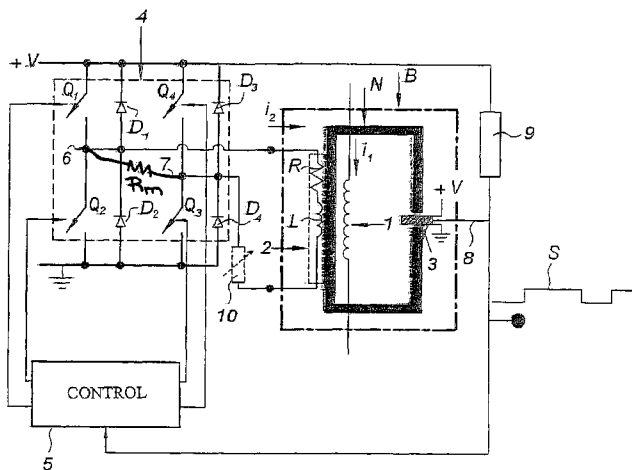 4
N
B
+ V
Q₁
Q₄
D₃
i₂
D₁
9
6
7
R
i₁
+ V
Rm
L
1
Q₂
D₂
Q₃
D₄
2
3
8
S
10
CONTROL
5